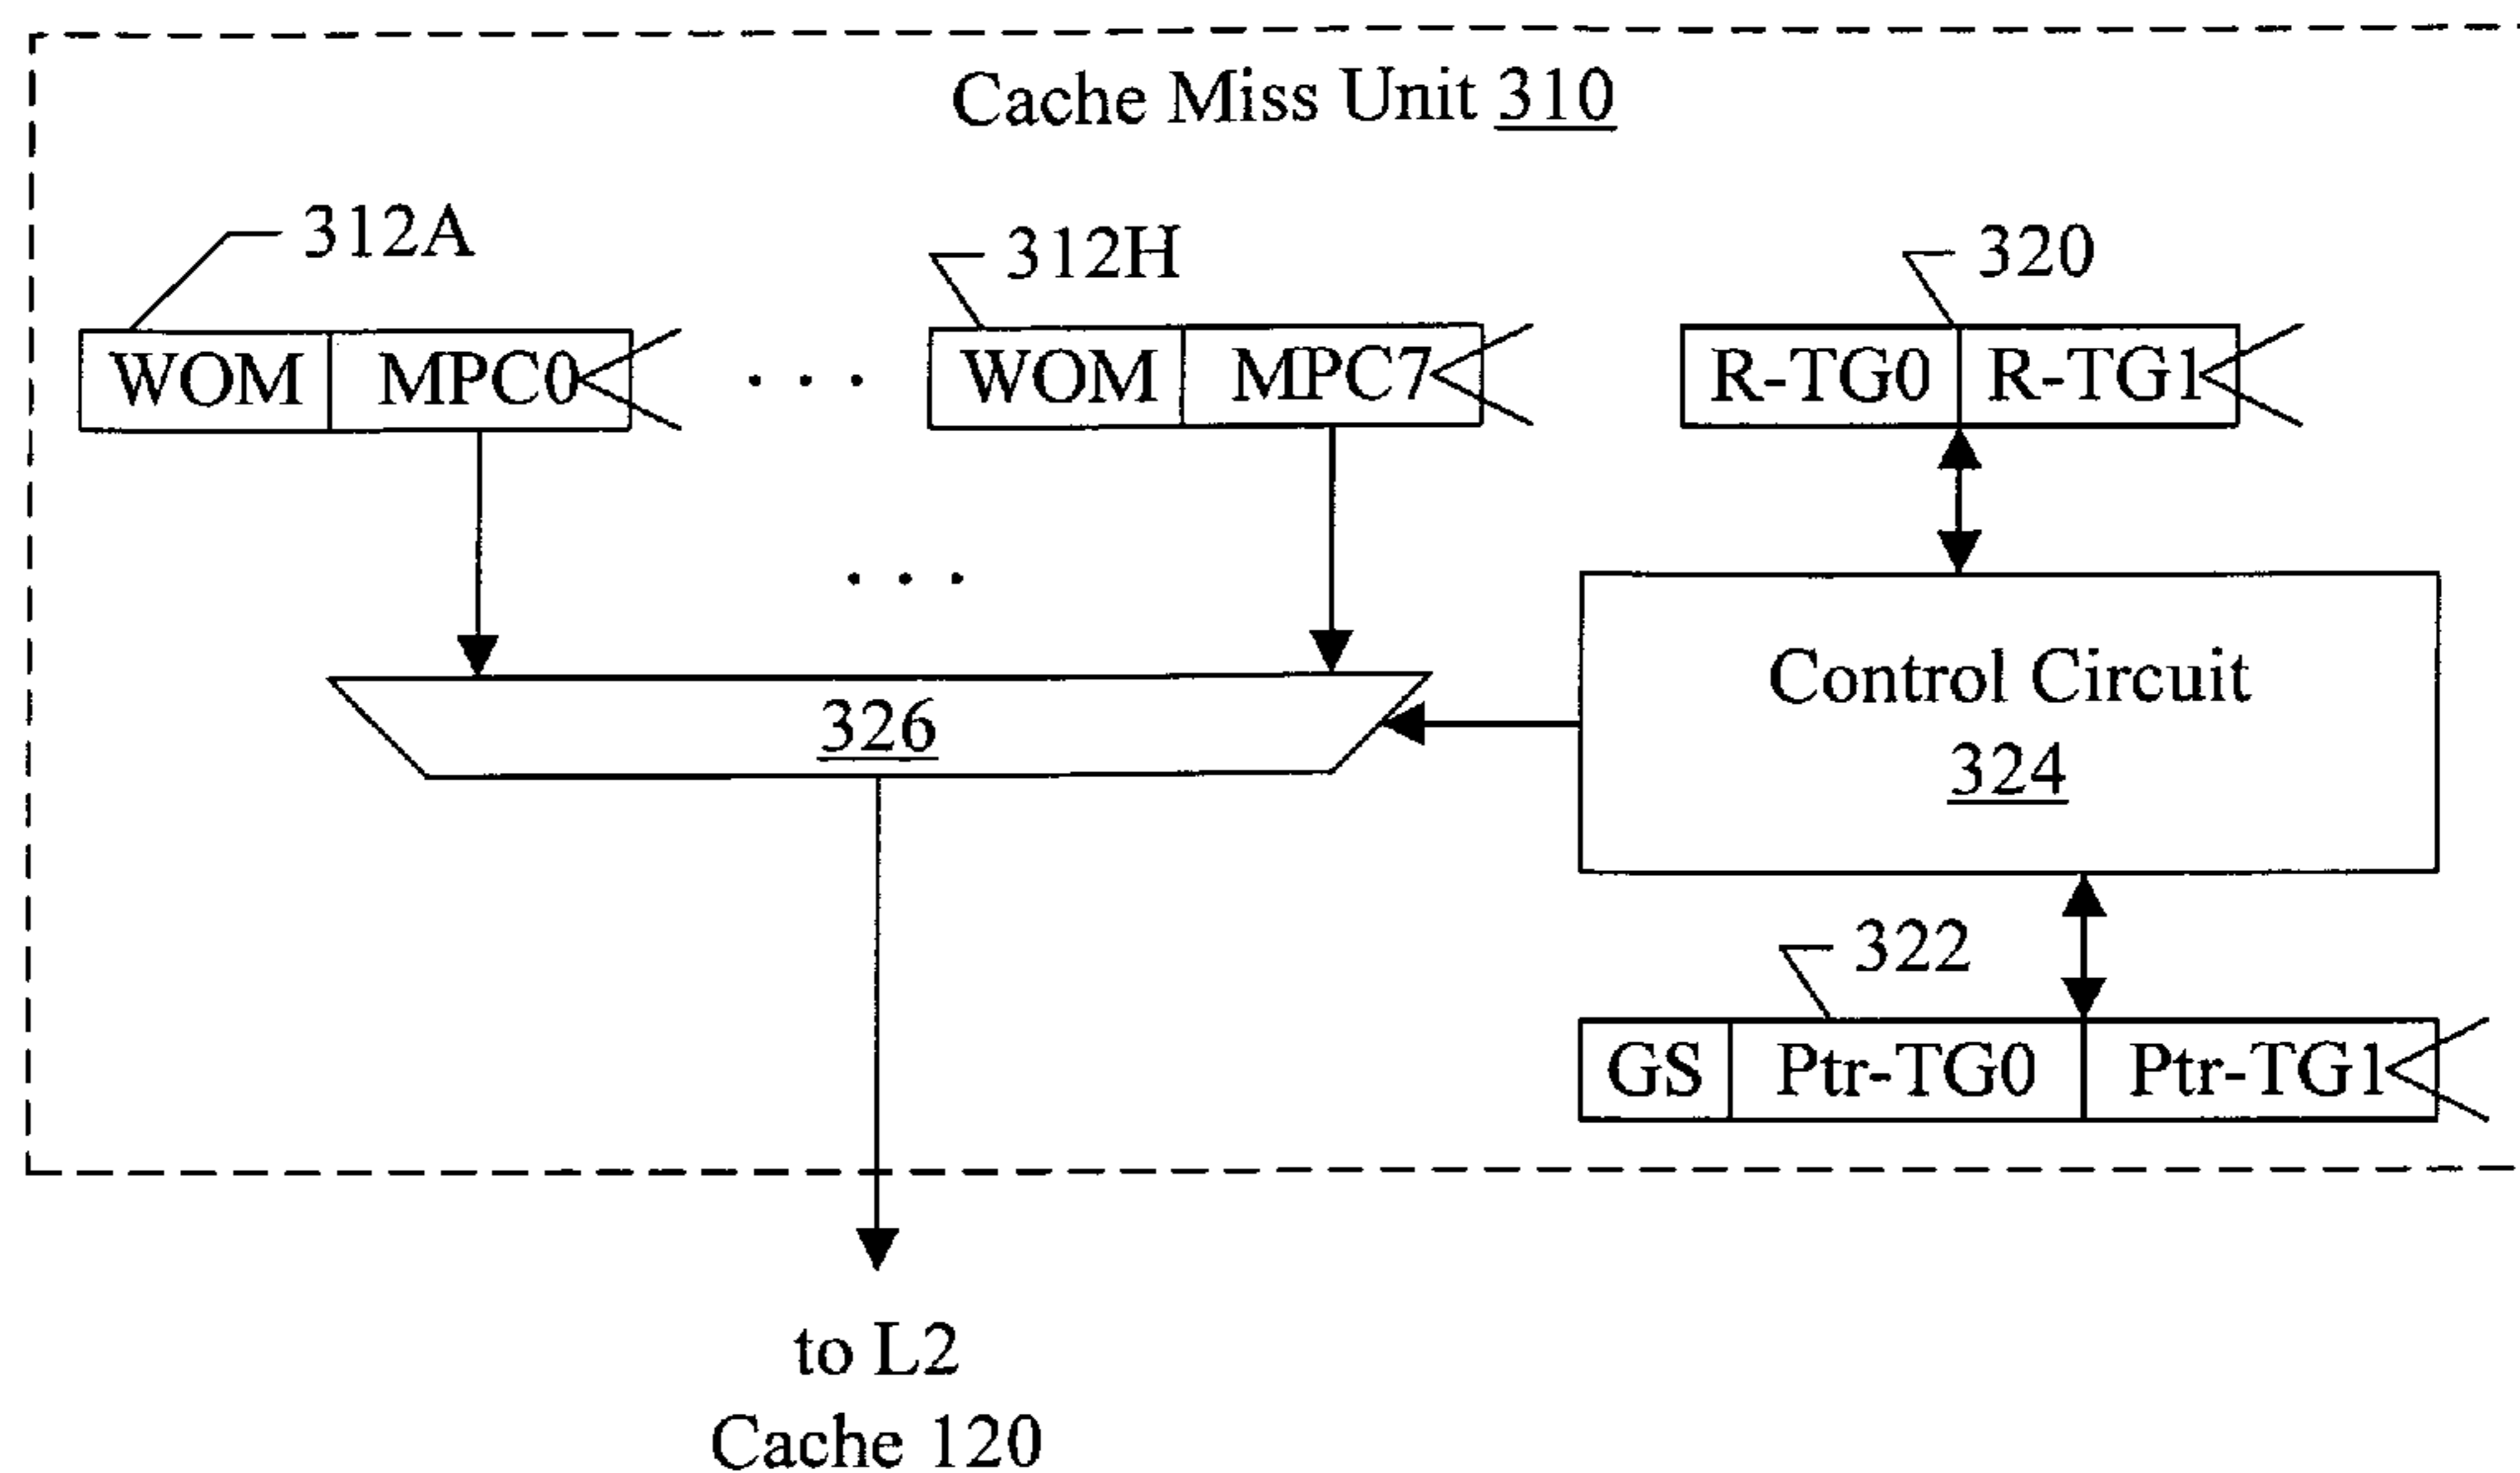 Cache Miss Unit 310
312A
312H
320
WOM MPC0
. . .
WOM MPC7
R-TG0 R-TG1
. . .
326
Control Circuit
324
322
GS Ptr-TG0 Ptr-TG1
to L2
Cache 120